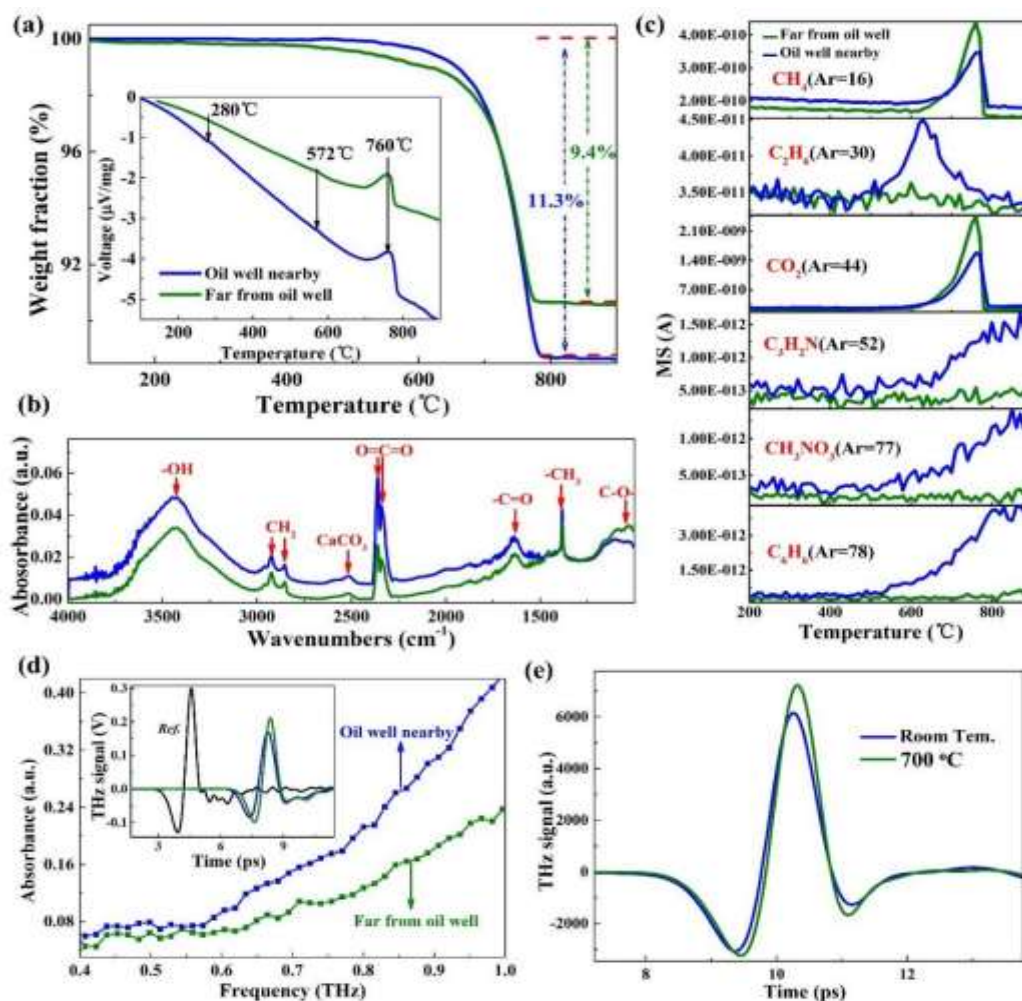 (a)
100
96
92
Weight fraction (%)
200
400
600
800
Temperature (℃)
11.3%
9.4%
0
-1
-2
-3
-4
-5
Voltage (μV/mg)
280℃
572℃
760℃
Oil well nearby
Far from oil well
200
400
600
800
Temperature (℃)
(b)
0.06
0.04
0.02
0.00
Abosorbance (a.u.)
-OH
CH2
CaCO3
O=C=O
-C=O
-CH3
C-O-
4000
3500
3000
2500
2000
1500
Wavenumbers (cm-1)
(c)
Far from oil well
Oil well nearby
4.00E-010
3.00E-010
2.00E-010
CH4(Ar=16)
4.50E-011
4.00E-011
3.50E-011
C2H6(Ar=30)
2.10E-009
1.40E-009
7.00E-010
CO2(Ar=44)
MS (A)
1.50E-012
1.00E-012
5.00E-013
C3H2N(Ar=52)
1.00E-012
5.00E-013
CH3NO3(Ar=77)
3.00E-012
1.50E-012
C6H6(Ar=78)
200
400
600
800
Temperature(℃)
(d)
0.40
0.32
0.24
0.16
0.08
Absorbance (a.u.)
0.3
0.2
0.1
0.0
-0.1
THz signal (V)
Ref.
3
6
9
Time (ps)
Oil well nearby
Far from oil well
0.4
0.5
0.6
0.7
0.8
0.9
1.0
Frequency (THz)
(e)
6000
4000
2000
0
-2000
THz signal (a.u.)
Room Tem.
700 °C
8
10
12
Time (ps)